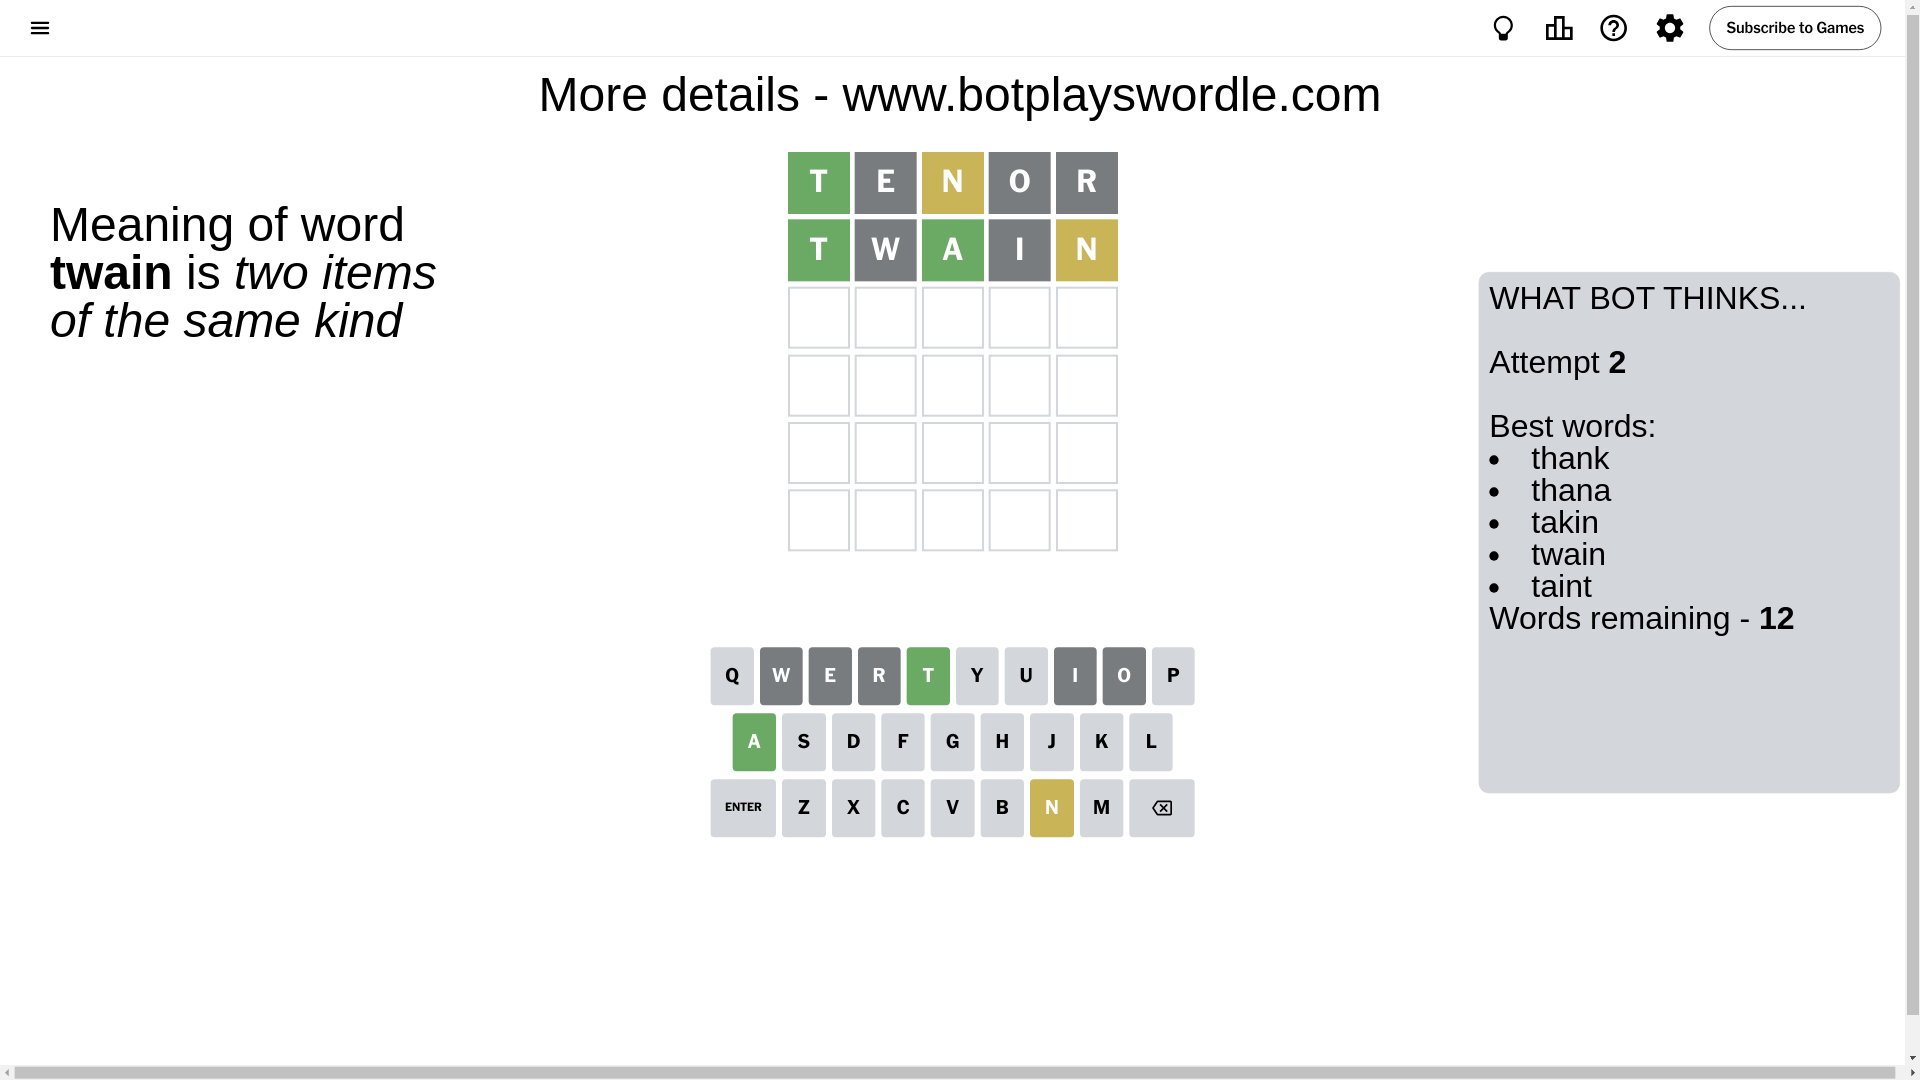 Subscribe to Games
More details - www.botplayswordle.com
Meaning of word
twain is two items
of the same kind
T E N O R
T W A I N
WHAT BOT THINKS...
Attempt 2
Best words:
• thank
• thana
• takin
• twain
• taint
Words remaining - 12
Q W E R T Y U I O P
A S D F G H J K L
ENTER Z X C V B N M